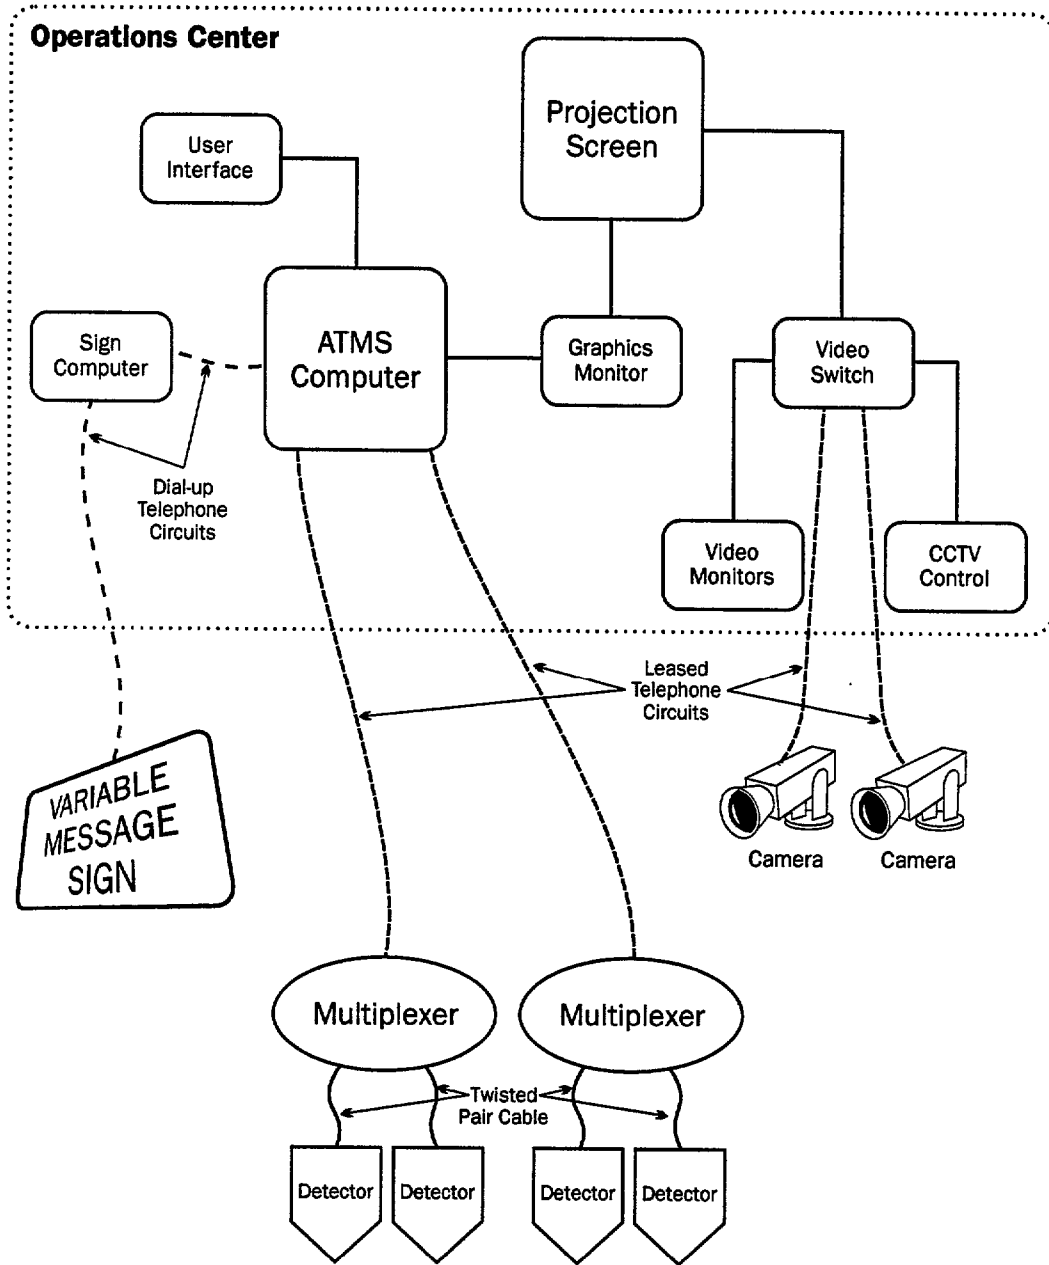 Operations Center
Projection
Screen
User
Interface
Sign
Computer
ATMS
Computer
Graphics
Monitor
Video
Switch
Dial-up
Telephone
Circuits
Video
Monitors
CCTV
Control
Leased
Telephone
Circuits
VARIABLE
MESSAGE
SIGN
Camera
Camera
Multiplexer
Multiplexer
Twisted
Pair Cable
Detector
Detector
Detector
Detector